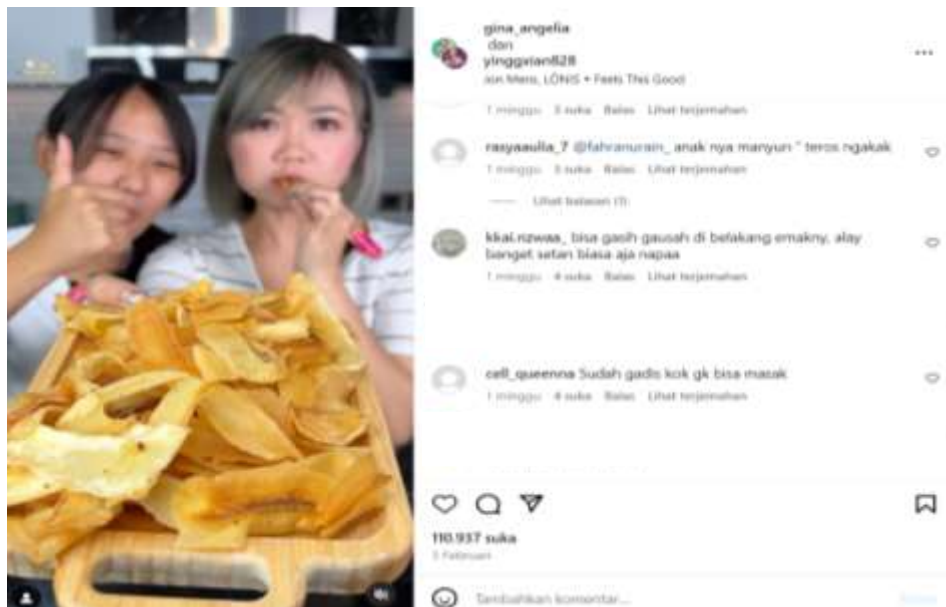 gina_angelia
dan
yinggxian828
Jon Mero, LÒNIS • Feels This Good
1 minggu 3 suka Balas Lihat terjemahan
rasyaaulia_7 @fahranurain_ anak nya manyun " teros ngakak
1 minggu 5 suka Balas Lihat terjemahan
Lihat balasan (1)
kkai.nzwaa_ bisa gasih gausah di belakang emakny, alay
banget setan biasa aja napaa
1 minggu 4 suka Balas Lihat terjemahan
cell_queenna Sudah gadis kok gk bisa masak
1 minggu 4 suka Balas Lihat terjemahan
110.937 suka
Februari
Tambahkan komentar...